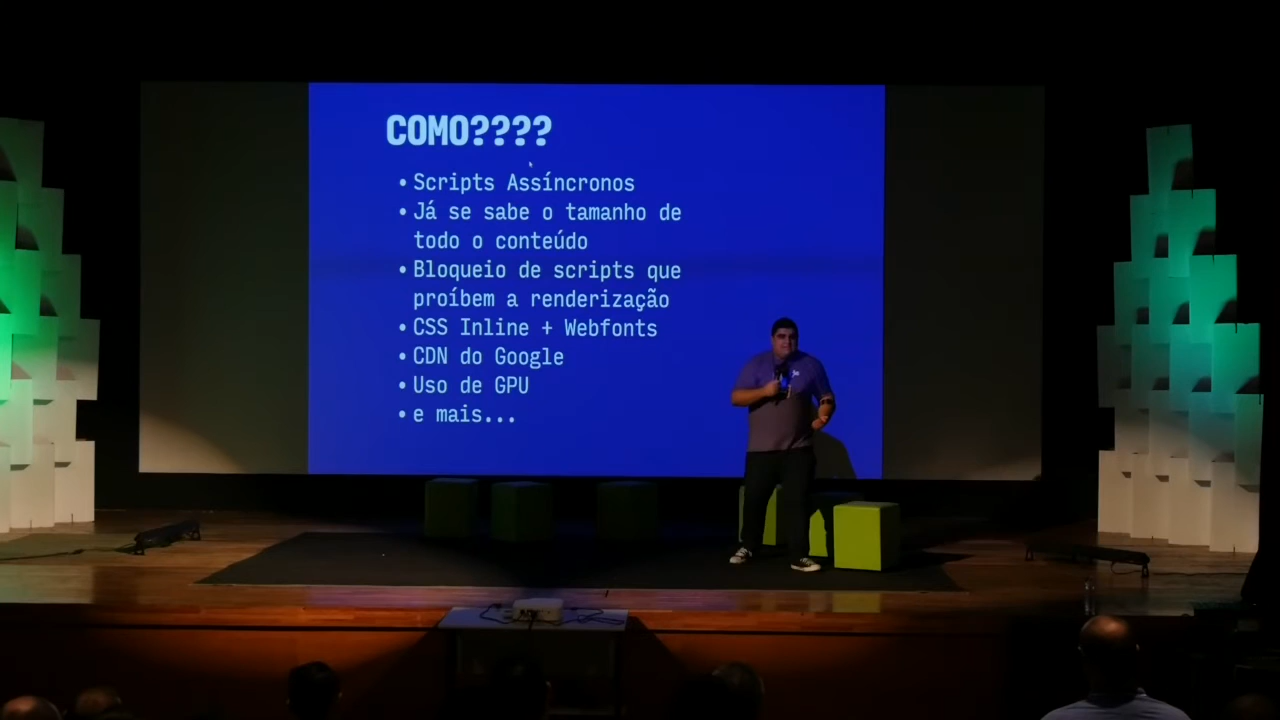 COMO????
• Scripts Assíncronos
• Já se sabe o tamanho de
todo o conteúdo
• Bloqueio de scripts que
proíbem a renderização
• CSS Inline + Webfonts
• CDN do Google
• Uso de GPU
• e mais...